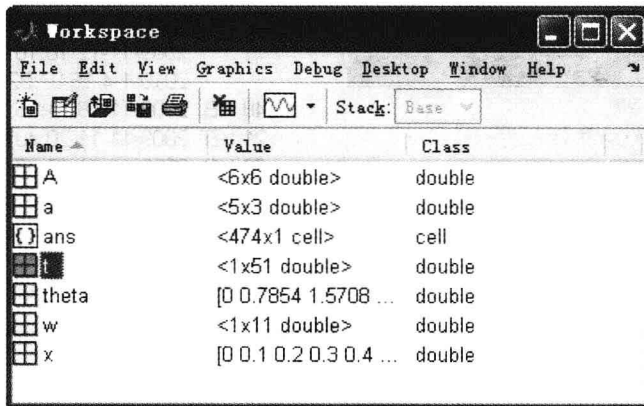 Workspace
File Edit View Graphics Debug Desktop Window Help
Stack: Base
Name Value Class
A <6x6 double> double
a <5x3 double> double
ans <474x1 cell> cell
t <1x51 double> double
theta [0 0.7854 1.5708 ... double
w <1x11 double> double
x [0 0.1 0.2 0.3 0.4 ... double